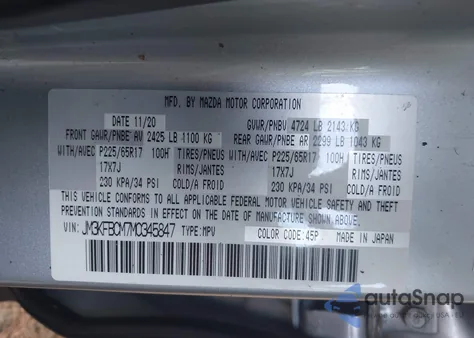 MFD. BY MAZDA MOTOR CORPORATION
DATE 11/20 GVWR/PNBV 4724 LB 2143 KG
FRONT GAWR/PNBE AV 2425 LB 1100 KG REAR GAWR/PNBE AR 2299 LB 1043 KG
WITH/AVEC P225/65R17 100H TIRES/PNEUS WITH/AVEC P225/65R17 100H TIRES/PNEUS
17X7J RIMS/JANTES 17X7J RIMS/JANTES
230 KPA/34 PSI COLD/A FROID 230 KPA/34 PSI COLD/A FROID
THIS VEHICLE CONFORMS TO ALL APPLICABLE FEDERAL MOTOR VEHICLE SAFETY AND THEFT
PREVENTION STANDARDS IN EFFECT ON THE DATE OF MANUFACTURE SHOWN ABOVE.
VIN: JM3KFBCM7M0345847 TYPE:MPV COLOR CODE:45P MADE IN JAPAN
autoSnap